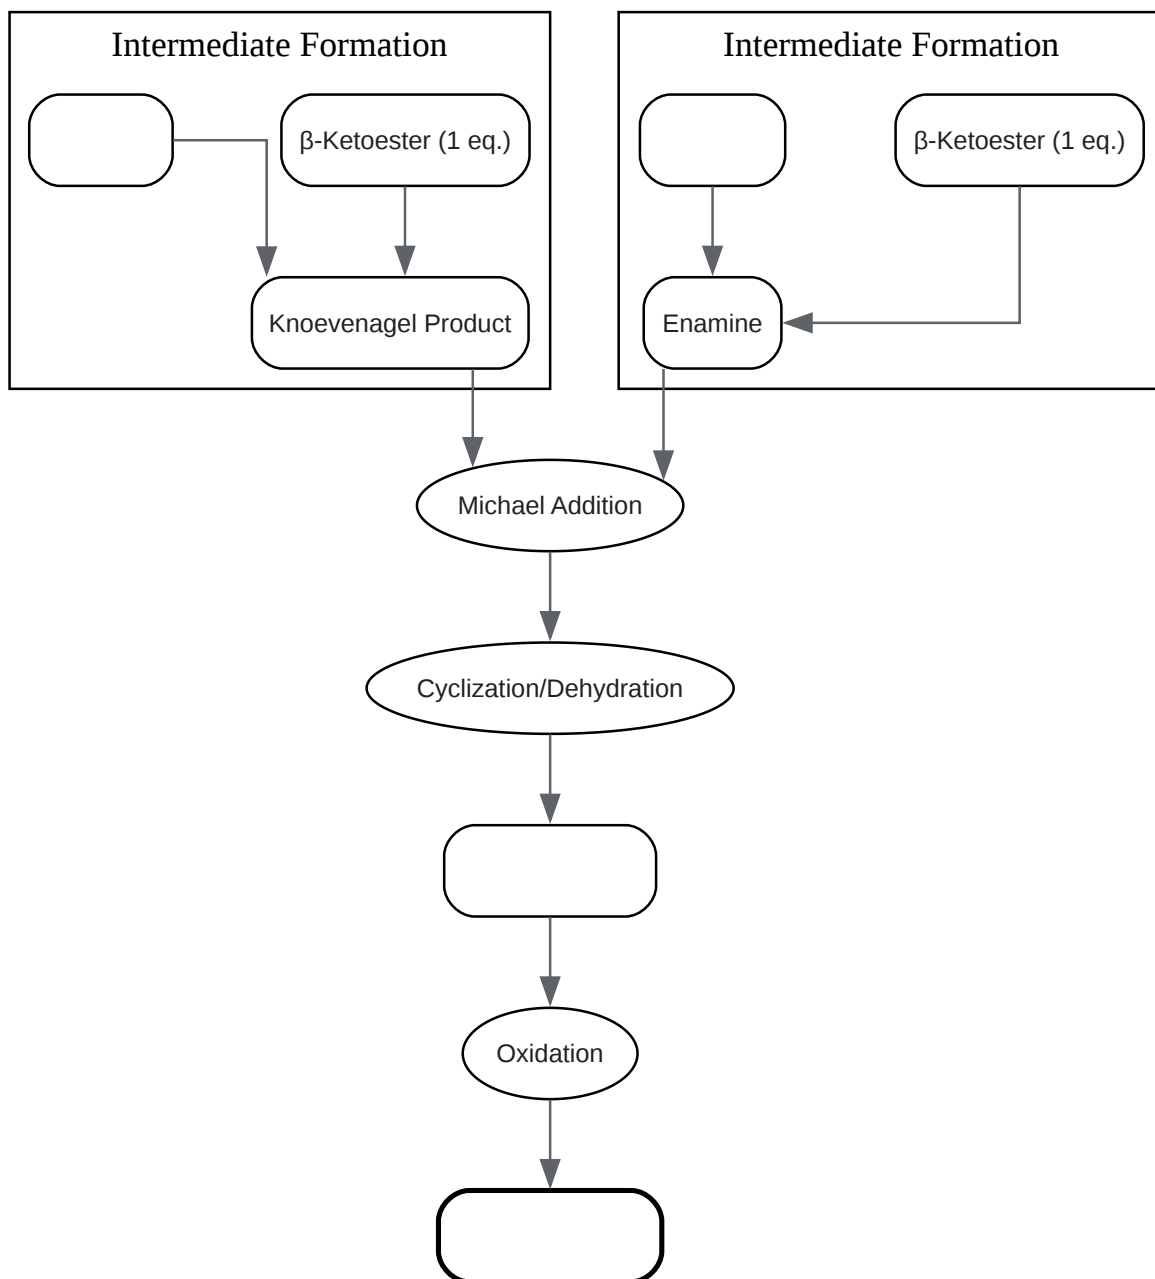 Intermediate Formation
Intermediate Formation
β-Ketoester (1 eq.)
β-Ketoester (1 eq.)
Knoevenagel Product
Enamine
Michael Addition
Cyclization/Dehydration
Oxidation